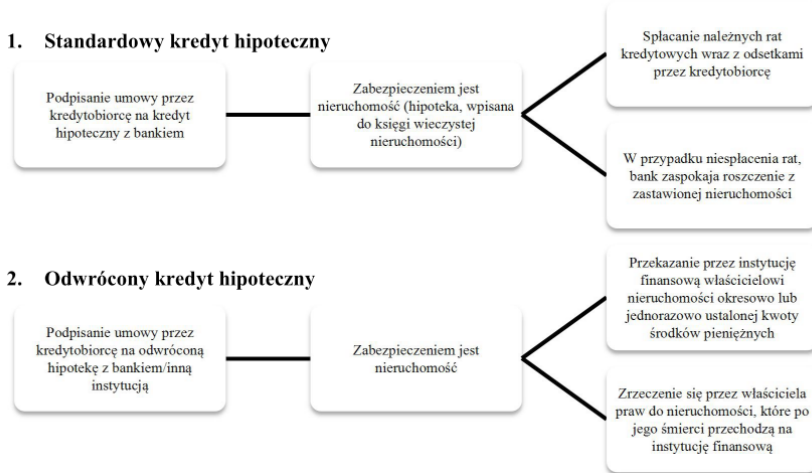 1. Standardowy kredyt hipoteczny
Podpisanie umowy przez
kredytobiorcę na kredyt
hipoteczny z bankiem
Zabezpieczeniem jest
nieruchomość (hipoteka, wpisana
do księgi wieczystej
nieruchomości)
Spłacanie należnych rat
kredytowych wraz z odsetkami
przez kredytobiorcę
W przypadku niespłacenia rat,
bank zaspokaja roszczenie z
zastawionej nieruchomości
2. Odwrócony kredyt hipoteczny
Podpisanie umowy przez
kredytobiorcę na odwróconą
hipotekę z bankiem/inną
instytucją
Zabezpieczeniem jest
nieruchomość
Przekazanie przez instytucję
finansową właścicielowi
nieruchomości okresowo lub
jednorazowo ustalonej kwoty
środków pieniężnych
Zrzeczenie się przez właściciela
praw do nieruchomości, które po
jego śmierci przechodzą na
instytucję finansową